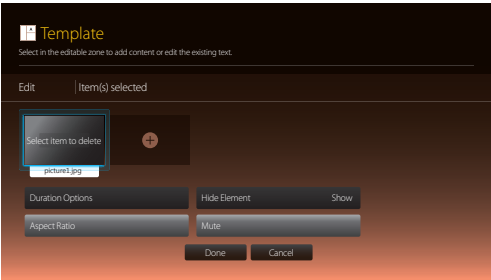 Template
Select in the editable zone to add content or edit the existing text.
Edit Item(s) selected
Select item to delete
picture1.jpg
Duration Options Hide Element Show
Aspect Ratio Mute
Done Cancel